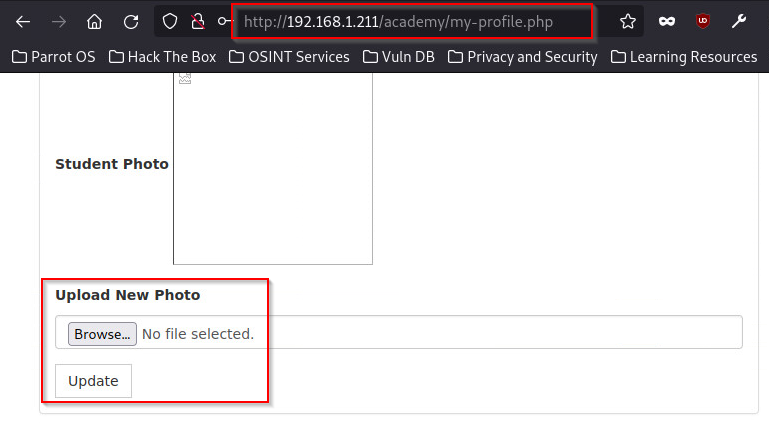 http://192.168.1.211/academy/my-profile.php
Parrot OS Hack The Box OSINT Services Vuln DB Privacy and Security Learning Resources
Student Photo
Upload New Photo
Browse... No file selected.
Update